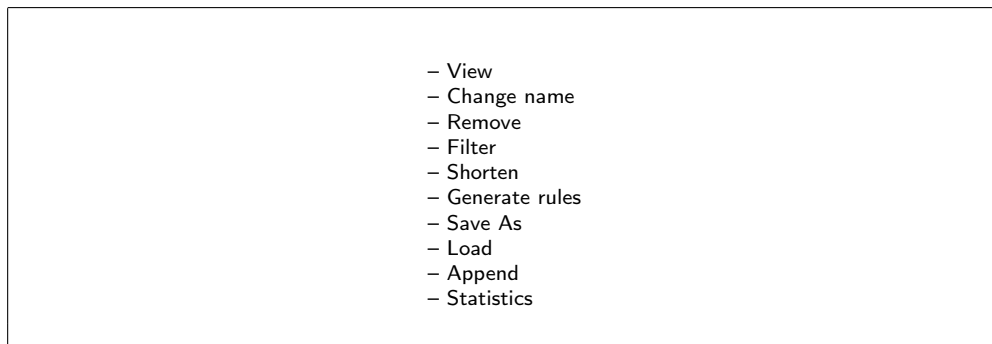 – View
– Change name
– Remove
– Filter
– Shorten
– Generate rules
– Save As
– Load
– Append
– Statistics